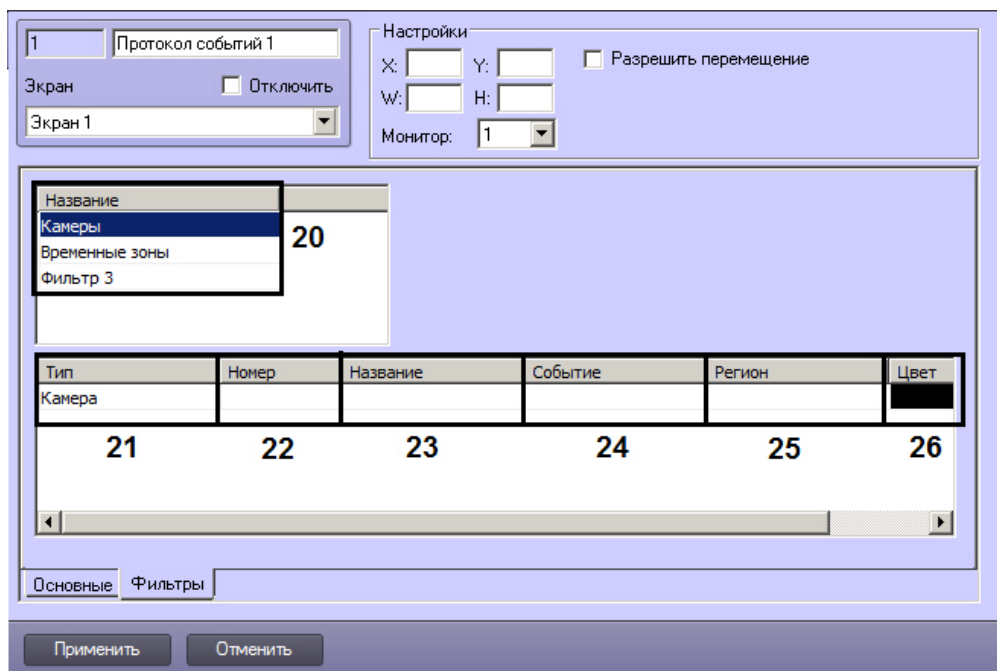 1 Протокол событий 1
Экран Отключить
Экран 1
Настройки
X: Y: Разрешить перемещение
W: H:
Монитор: 1
Название
Камеры
Временные зоны
Фильтр 3
20
Тип Номер Название Событие Регион Цвет
Камера
21 22 23 24 25 26
Основные Фильтры
Применить Отменить